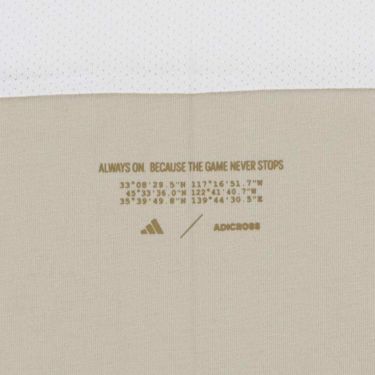 ALWAYS ON. BECAUSE THE GAME NEVER STOPS
33°08'29.5"N 117°16'51.7"W
45°33'36.0"N 122°41'40.7"W
35°39'49.8"N 139°44'30.5"E
ADICROSS